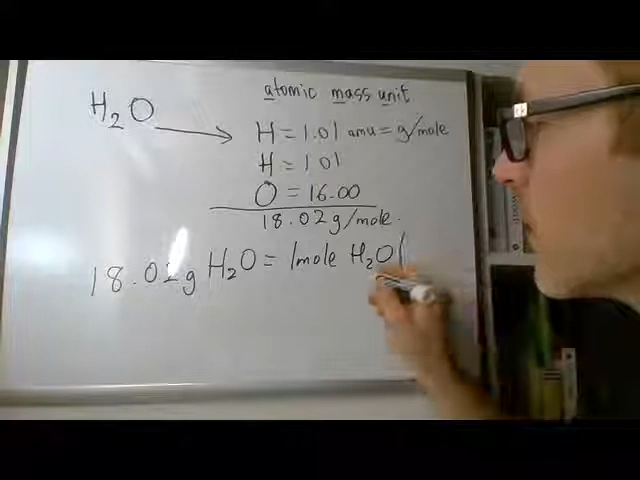 H₂O
atomic mass unit
H = 1.01 amu = g/mole
H = 1 01
O = 16.00
18.02 g/mole.
18.02g H₂O = 1mole H₂O